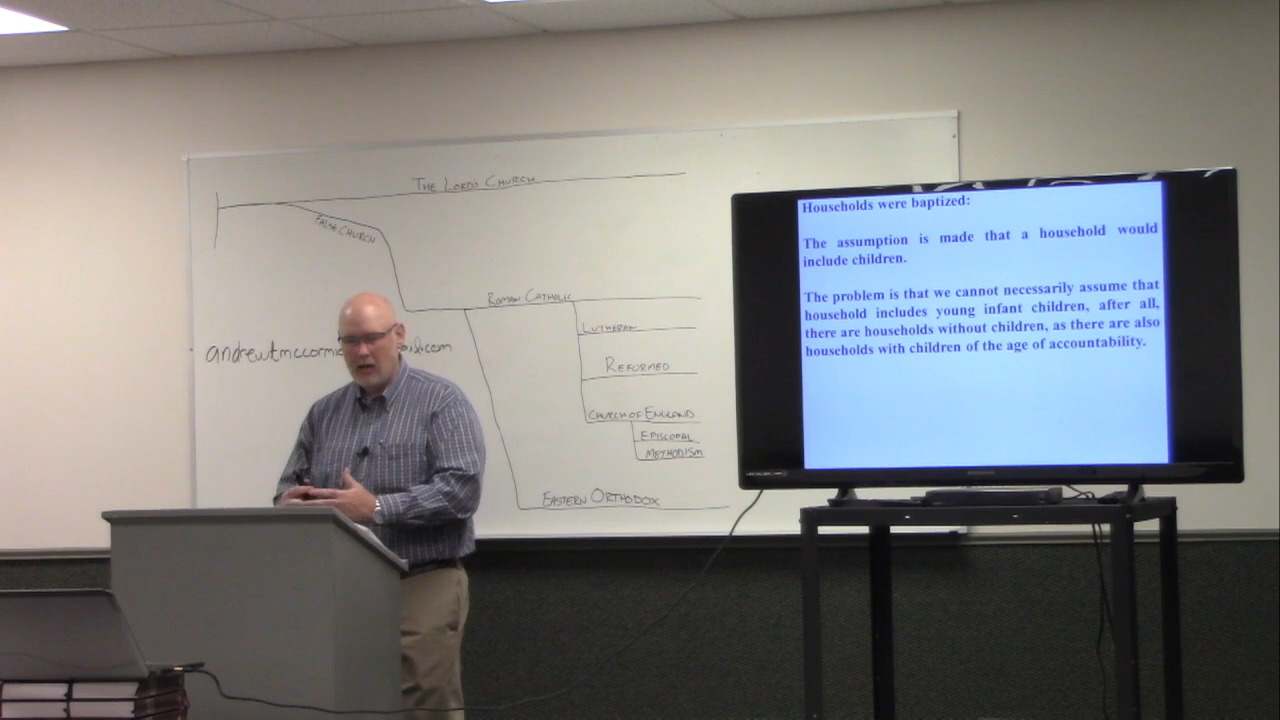 THE LORDS CHURCH
FALSE CHURCH
ROMAN CATHOLIC
LUTHERAN
REFORMED
CHURCH OF ENGLAND
EPISCOPAL
METHODISM
EASTERN ORTHODOX
Households were baptized:
The assumption is made that a household would
include children.
The problem is that we cannot necessarily assume that
household includes young infant children, after all,
there are households without children, as there are also
households with children of the age of accountability.